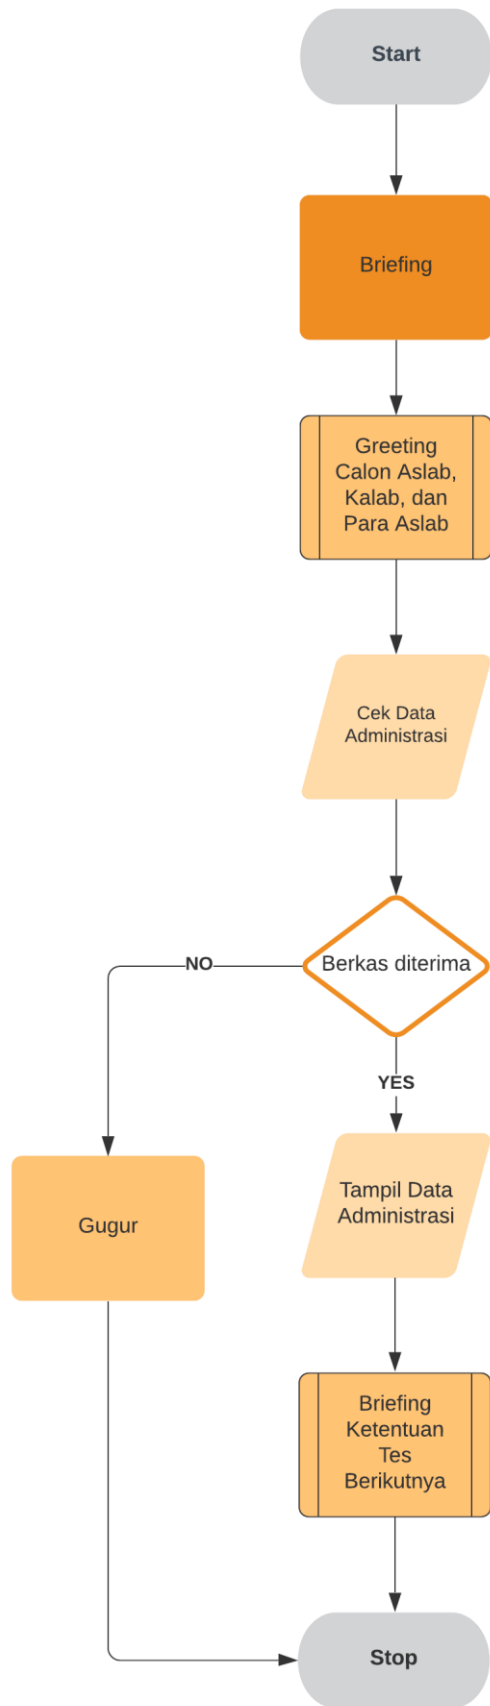 Start
Briefing
Greeting
Calon Aslab,
Kalab, dan
Para Aslab
Cek Data
Administrasi
Berkas diterima
NO
YES
Gugur
Tampil Data
Administrasi
Briefing
Ketentuan
Tes
Berikutnya
Stop